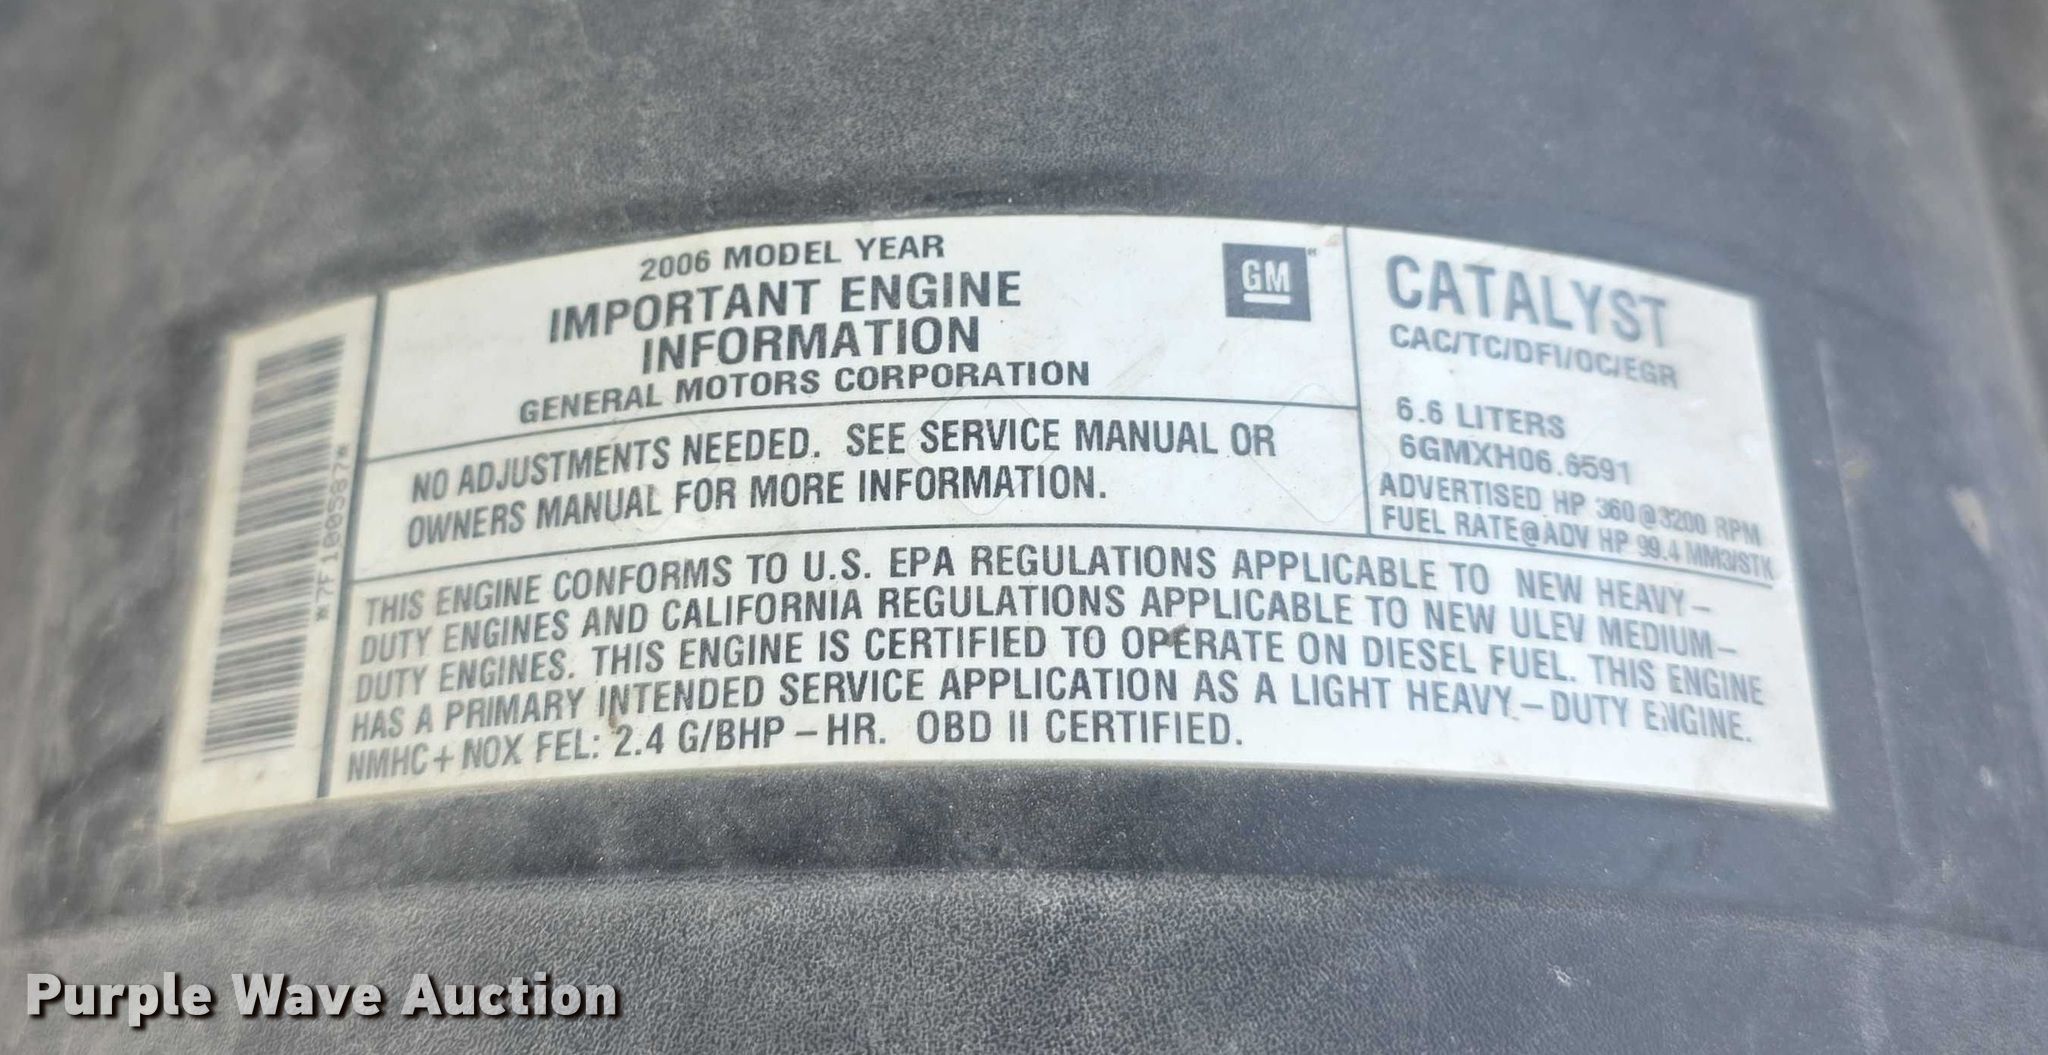 2006 MODEL YEAR
IMPORTANT ENGINE
INFORMATION
GENERAL MOTORS CORPORATION
GM
NO ADJUSTMENTS NEEDED. SEE SERVICE MANUAL OR
OWNERS MANUAL FOR MORE INFORMATION.
CATALYST
CAC/TC/DFI/OC/EGR
6.6 LITERS
6GMXH06.6591
ADVERTISED HP 360@3200 RPM
FUEL RATE@ADV HP 99.4 MM3/STK
THIS ENGINE CONFORMS TO U.S. EPA REGULATIONS APPLICABLE TO NEW HEAVY–
DUTY ENGINES AND CALIFORNIA REGULATIONS APPLICABLE TO NEW ULEV MEDIUM–
DUTY ENGINES. THIS ENGINE IS CERTIFIED TO OPERATE ON DIESEL FUEL. THIS ENGINE
HAS A PRIMARY INTENDED SERVICE APPLICATION AS A LIGHT HEAVY–DUTY ENGINE.
NMHC+NOX FEL: 2.4 G/BHP–HR. OBD II CERTIFIED.
*7F100587*
Purple Wave Auction